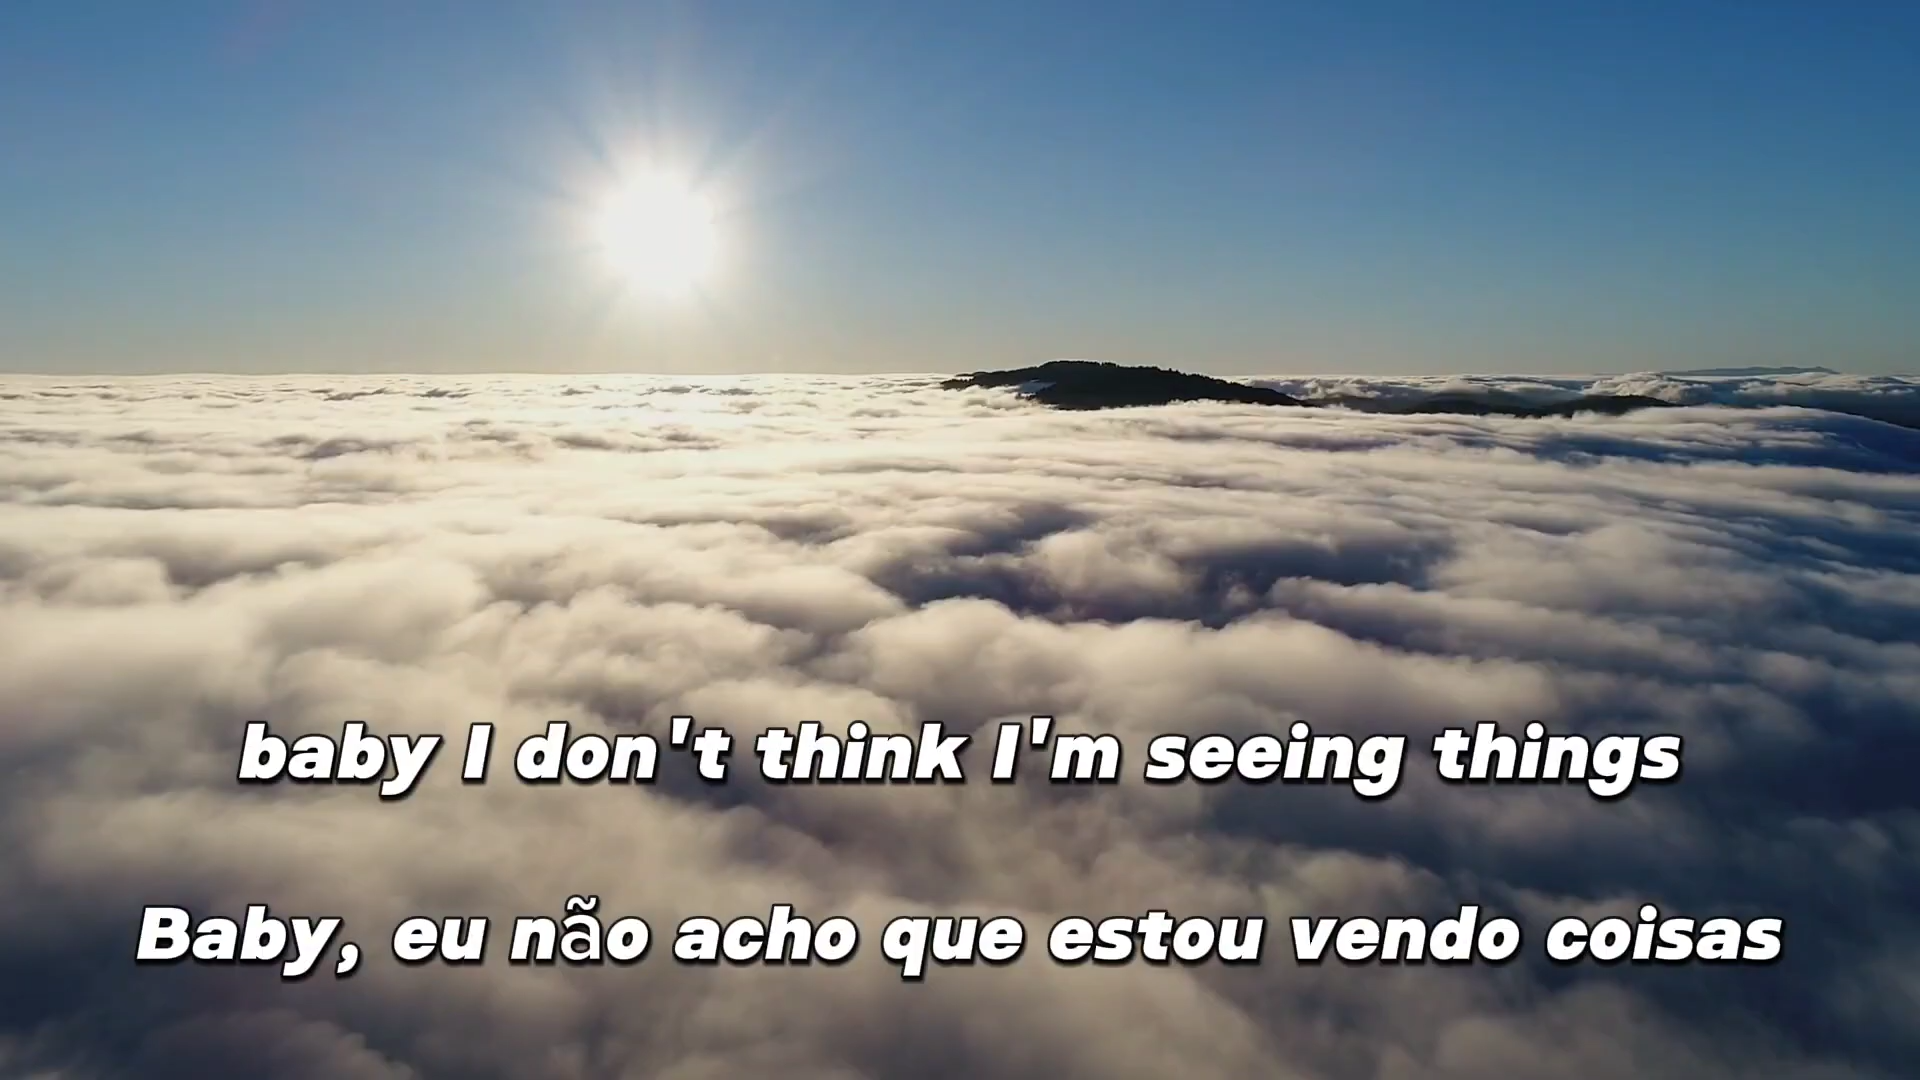 baby I don't think I'm seeing things
Baby, eu não acho que estou vendo coisas